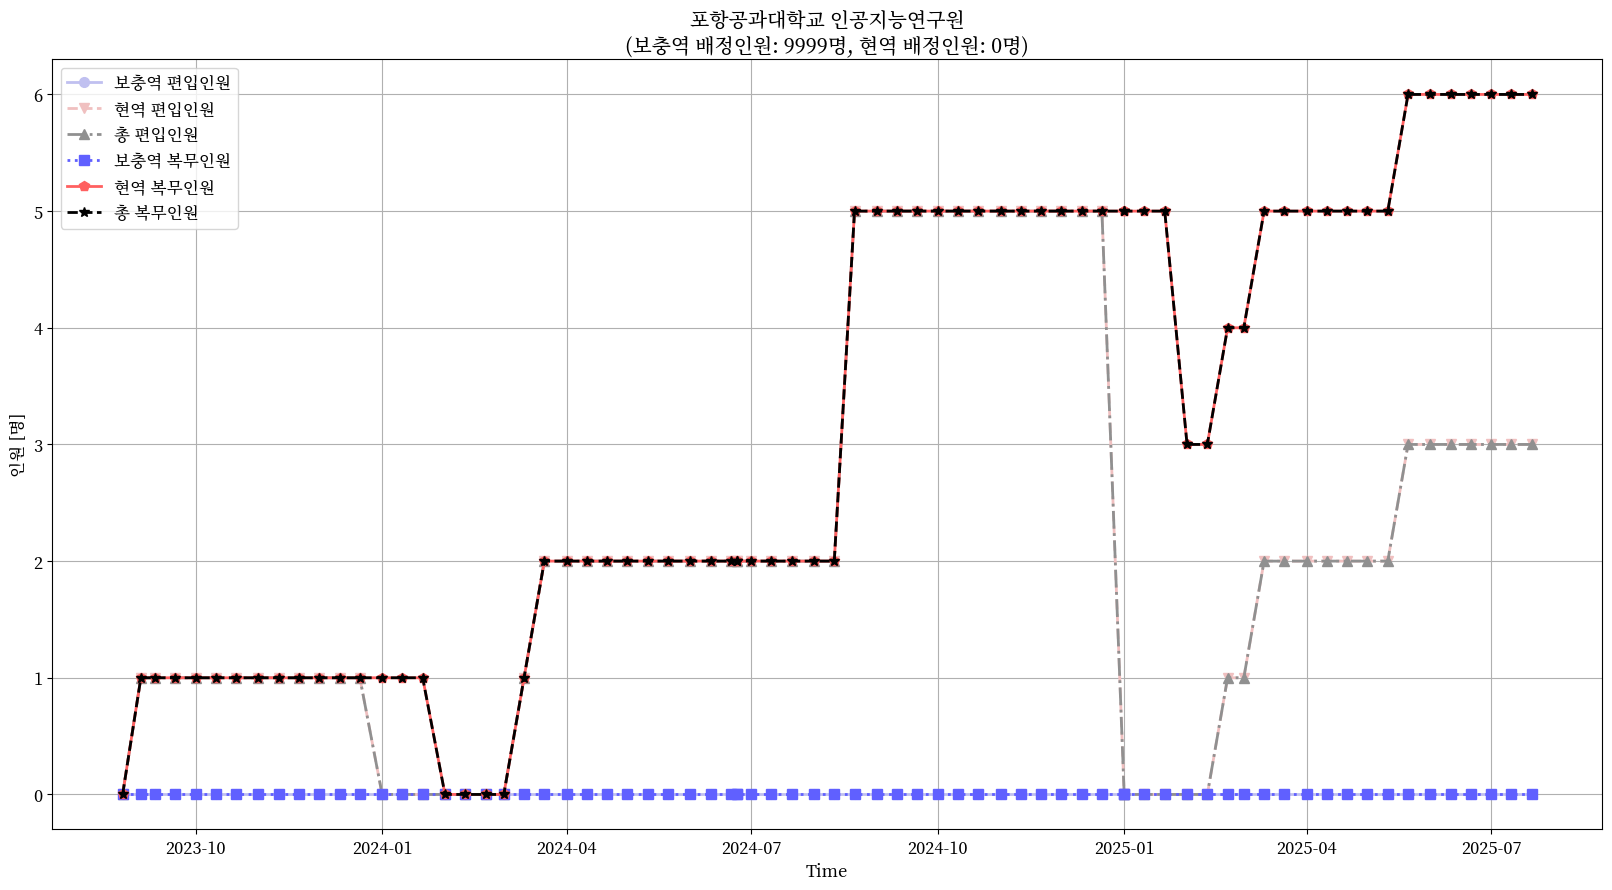 포항공과대학교 인공지능연구원
(보충역 배정인원: 9999명, 현역 배정인원: 0명)
보충역 편입인원
현역 편입인원
총 편입인원
보충역 복무인원
현역 복무인원
총 복무인원
인원 [명]
6
5
4
3
2
1
0
2023-10
2024-01
2024-04
2024-07
2024-10
2025-01
2025-04
2025-07
Time